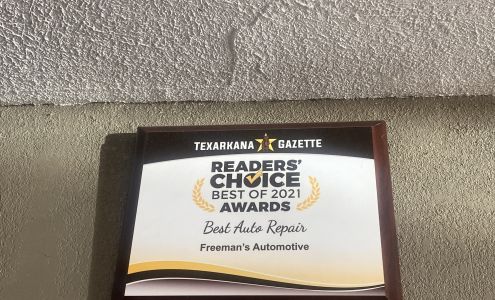 TEXARKANA GAZETTE
READERS'
CHOICE
BEST OF 2021
AWARDS
Best Auto Repair
Freeman's Automotive